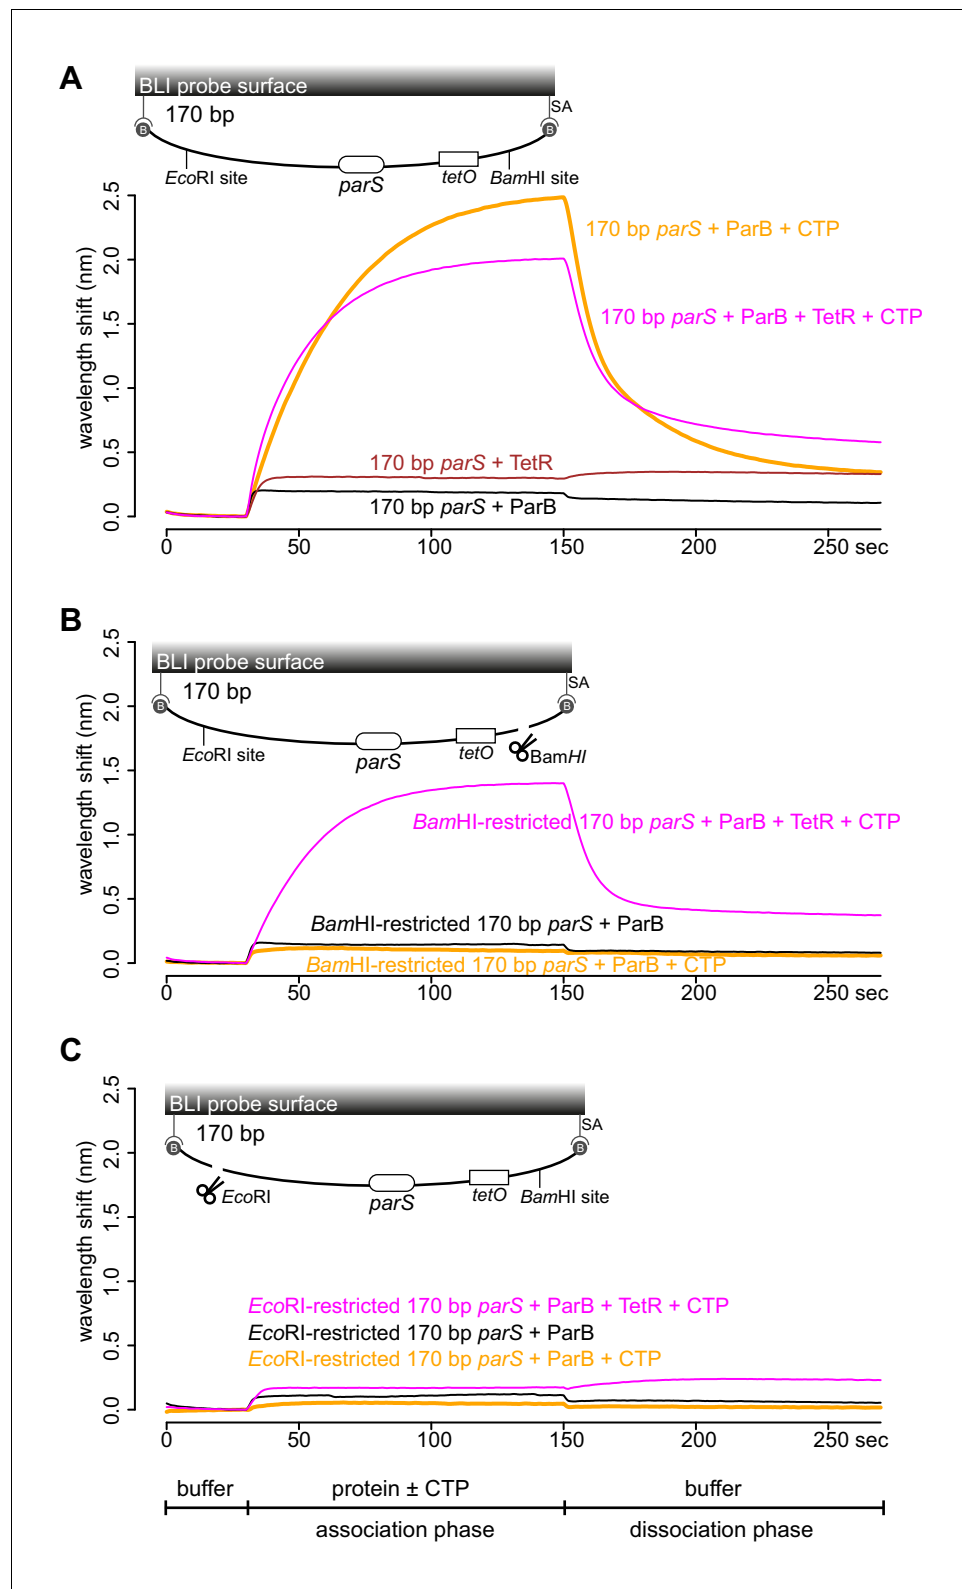 A
BLI probe surface
170 bp
SA
B
B
EcoRI site
parS
tetO
BamHI site
wavelength shift (nm)
2.5
2.0
1.5
1.0
0.5
0.0
170 bp parS + ParB + CTP
170 bp parS + ParB + TetR + CTP
170 bp parS + TetR
170 bp parS + ParB
0
50
100
150
200
250 sec
B
BLI probe surface
170 bp
SA
B
B
EcoRI site
parS
tetO
BamHI
wavelength shift (nm)
2.5
2.0
1.5
1.0
0.5
0.0
BamHI-restricted 170 bp parS + ParB + TetR + CTP
BamHI-restricted 170 bp parS + ParB
BamHI-restricted 170 bp parS + ParB + CTP
0
50
100
150
200
250 sec
C
BLI probe surface
170 bp
SA
B
B
EcoRI
parS
tetO
BamHI site
wavelength shift (nm)
2.5
2.0
1.5
1.0
0.5
0.0
EcoRI-restricted 170 bp parS + ParB + TetR + CTP
EcoRI-restricted 170 bp parS + ParB
EcoRI-restricted 170 bp parS + ParB + CTP
0
50
100
150
200
250 sec
buffer
protein ± CTP
buffer
association phase
dissociation phase